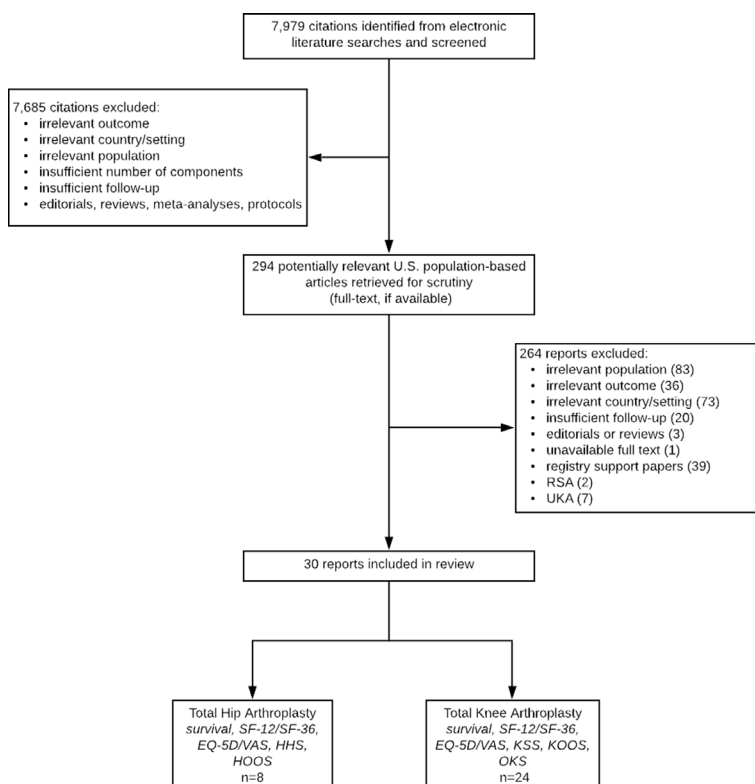 7,979 citations identified from electronic
literature searches and screened
7,685 citations excluded:
• irrelevant outcome
• irrelevant country/setting
• irrelevant population
• insufficient number of components
• insufficient follow-up
• editorials, reviews, meta-analyses, protocols
294 potentially relevant U.S. population-based
articles retrieved for scrutiny
(full-text, if available)
264 reports excluded:
• irrelevant population (83)
• irrelevant outcome (36)
• irrelevant country/setting (73)
• insufficient follow-up (20)
• editorials or reviews (3)
• unavailable full text (1)
• registry support papers (39)
• RSA (2)
• UKA (7)
30 reports included in review
Total Hip Arthroplasty
survival, SF-12/SF-36,
EQ-5D/VAS, HHS,
HOOS
n=8
Total Knee Arthroplasty
survival, SF-12/SF-36,
EQ-5D/VAS, KSS, KOOS,
OKS
n=24